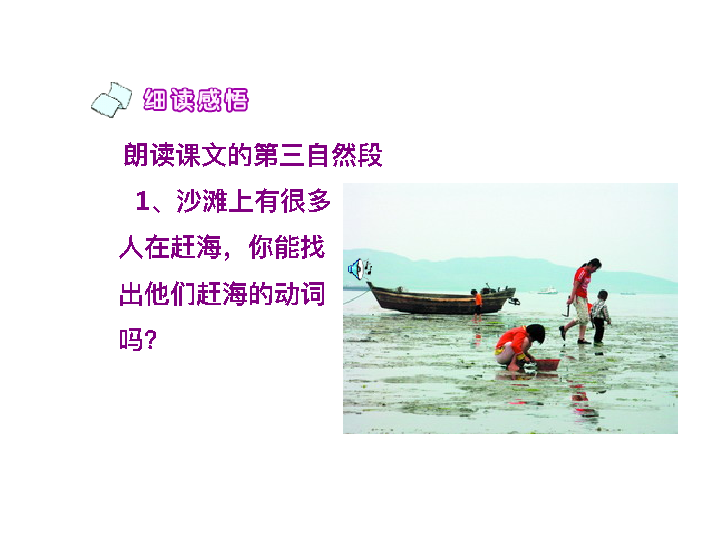 细读感悟
朗读课文的第三自然段
1、沙滩上有很多
人在赶海，你能找
出他们赶海的动词
吗?